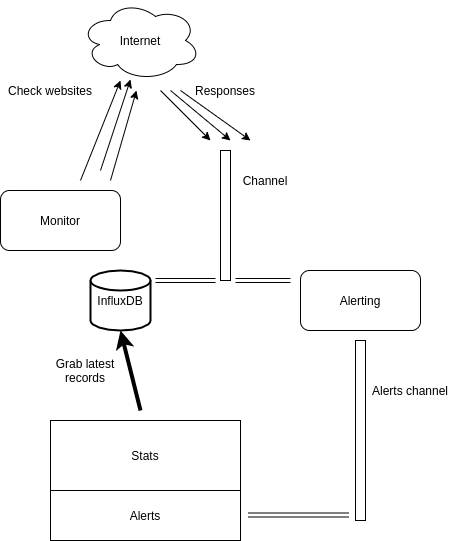 Internet
Check websites
Responses
Channel
Monitor
InfluxDB
Alerting
Grab latest
records
Alerts channel
Stats
Alerts